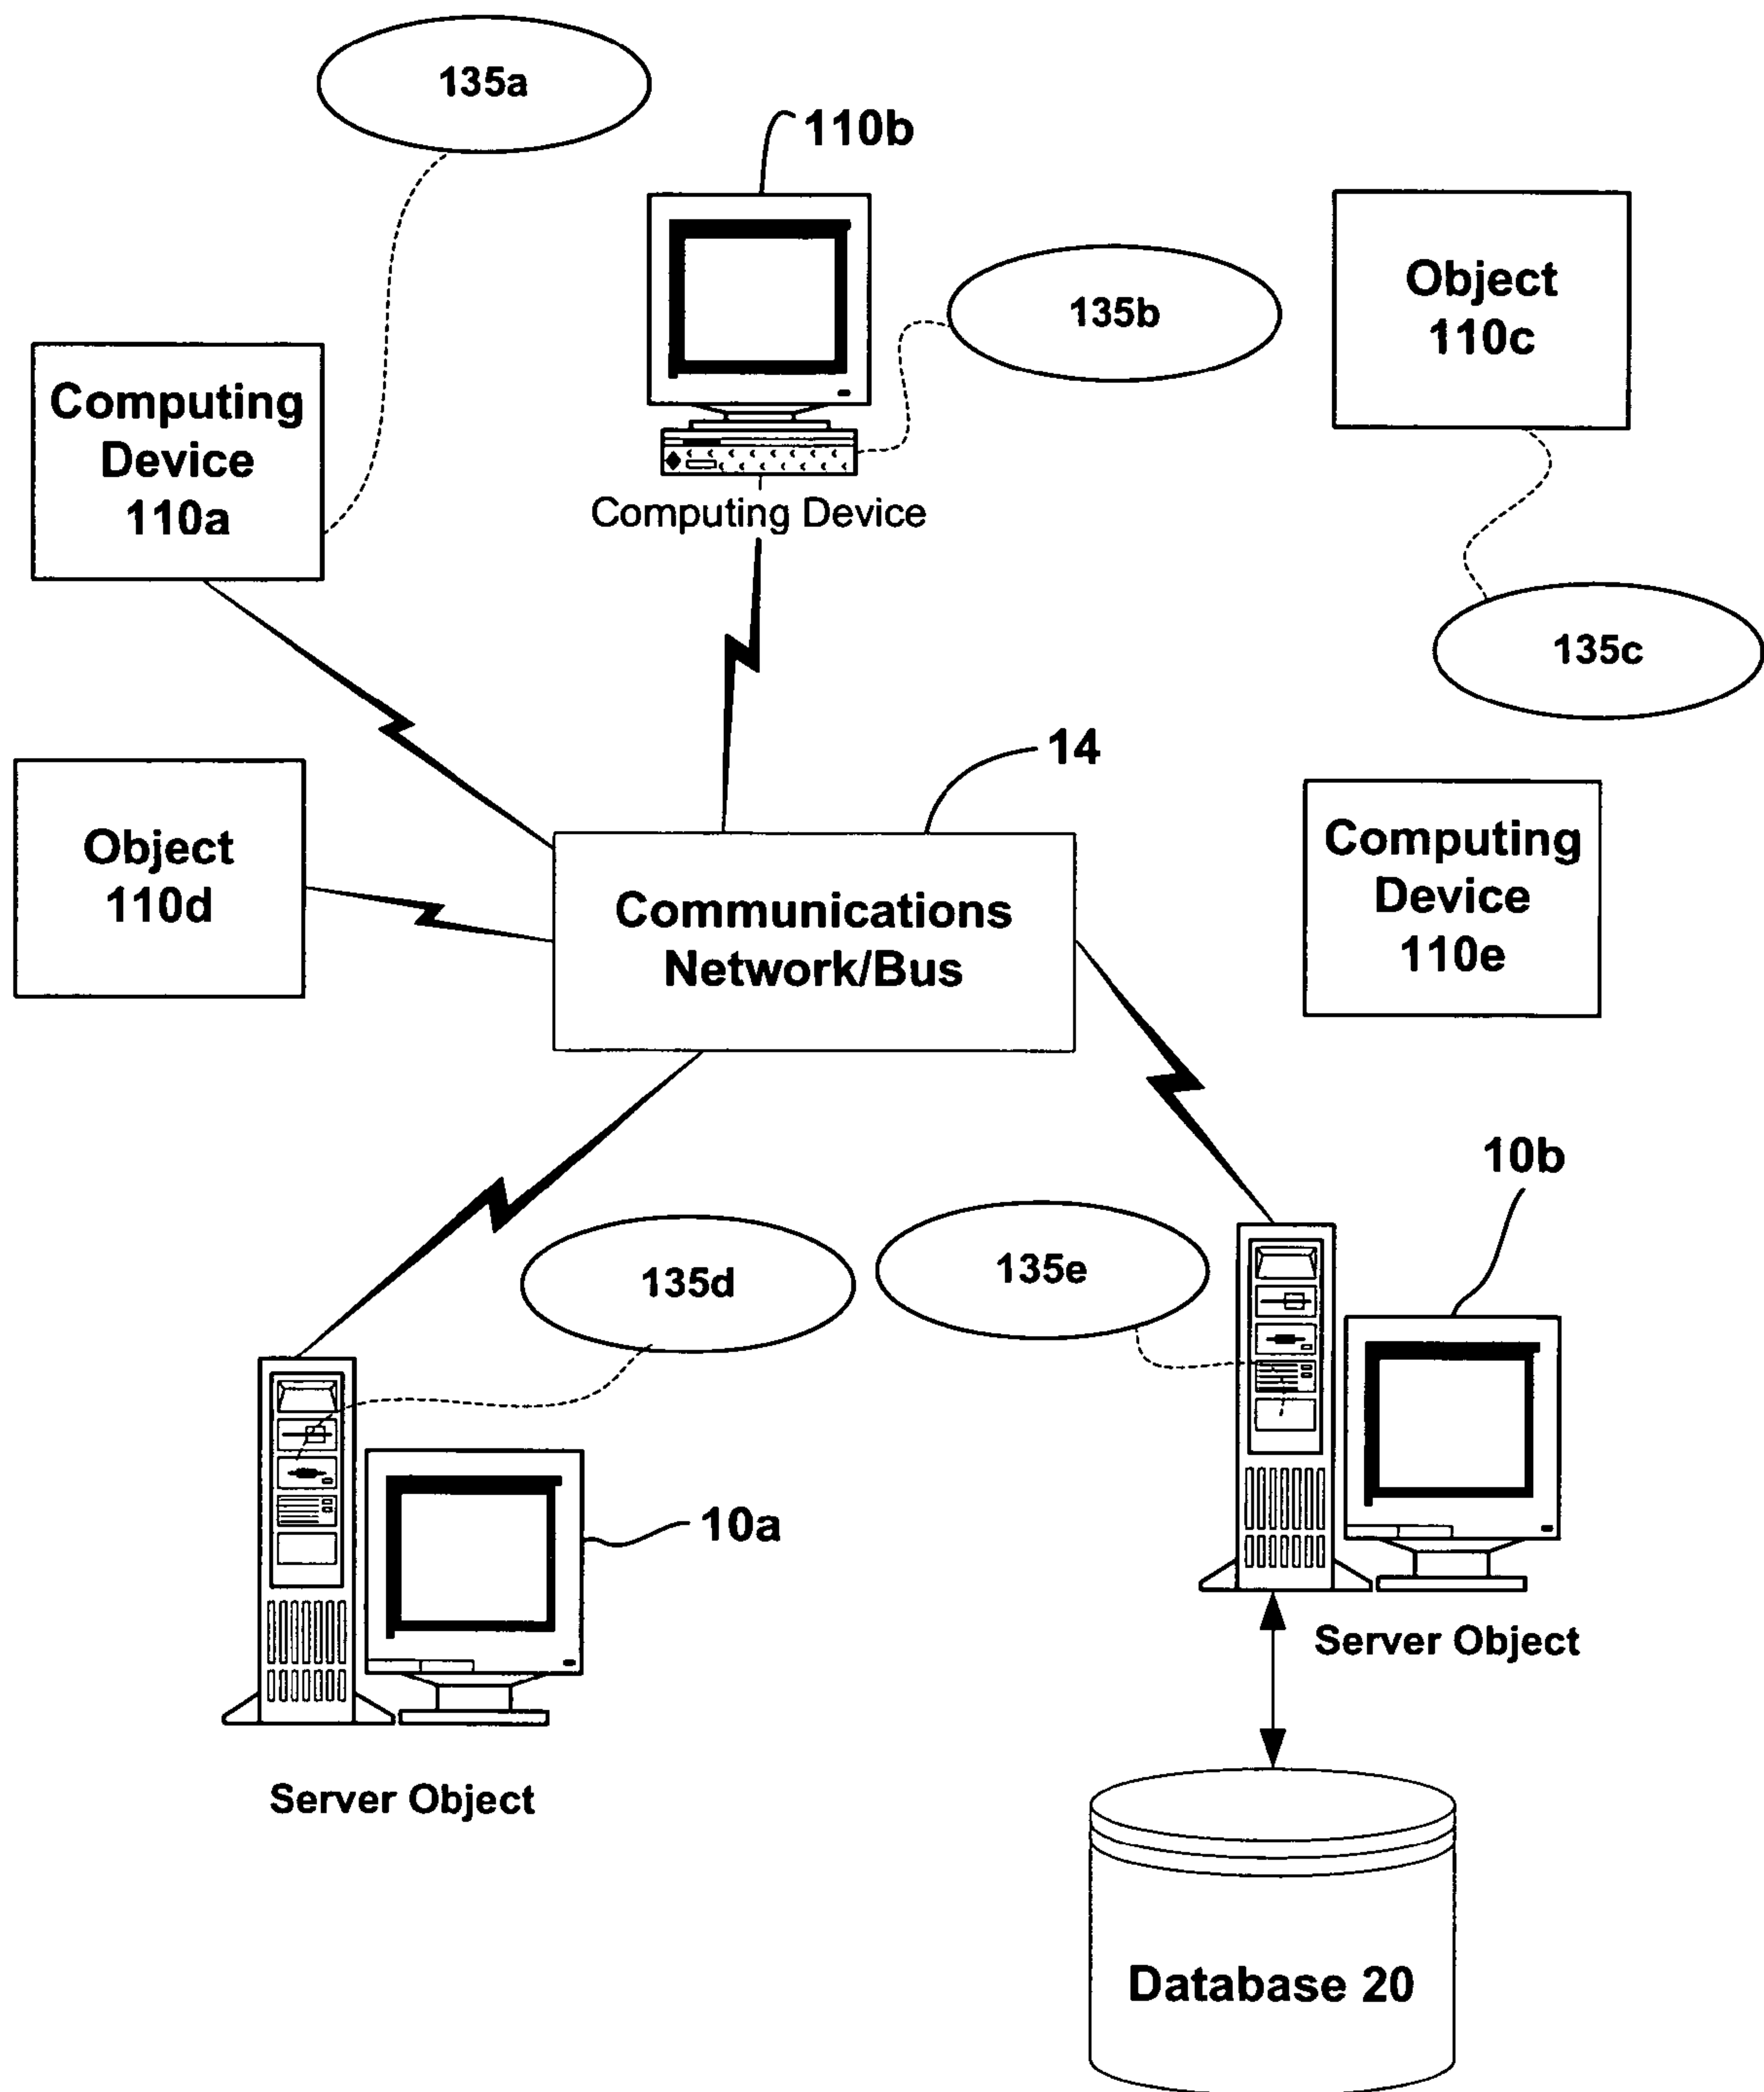 135a
110b
135b
Object
110c
Computing
Device
110a
Computing Device
135c
14
Object
110d
Computing
Device
110e
Communications
Network/Bus
10b
135d
135e
10a
Server Object
Server Object
Database 20